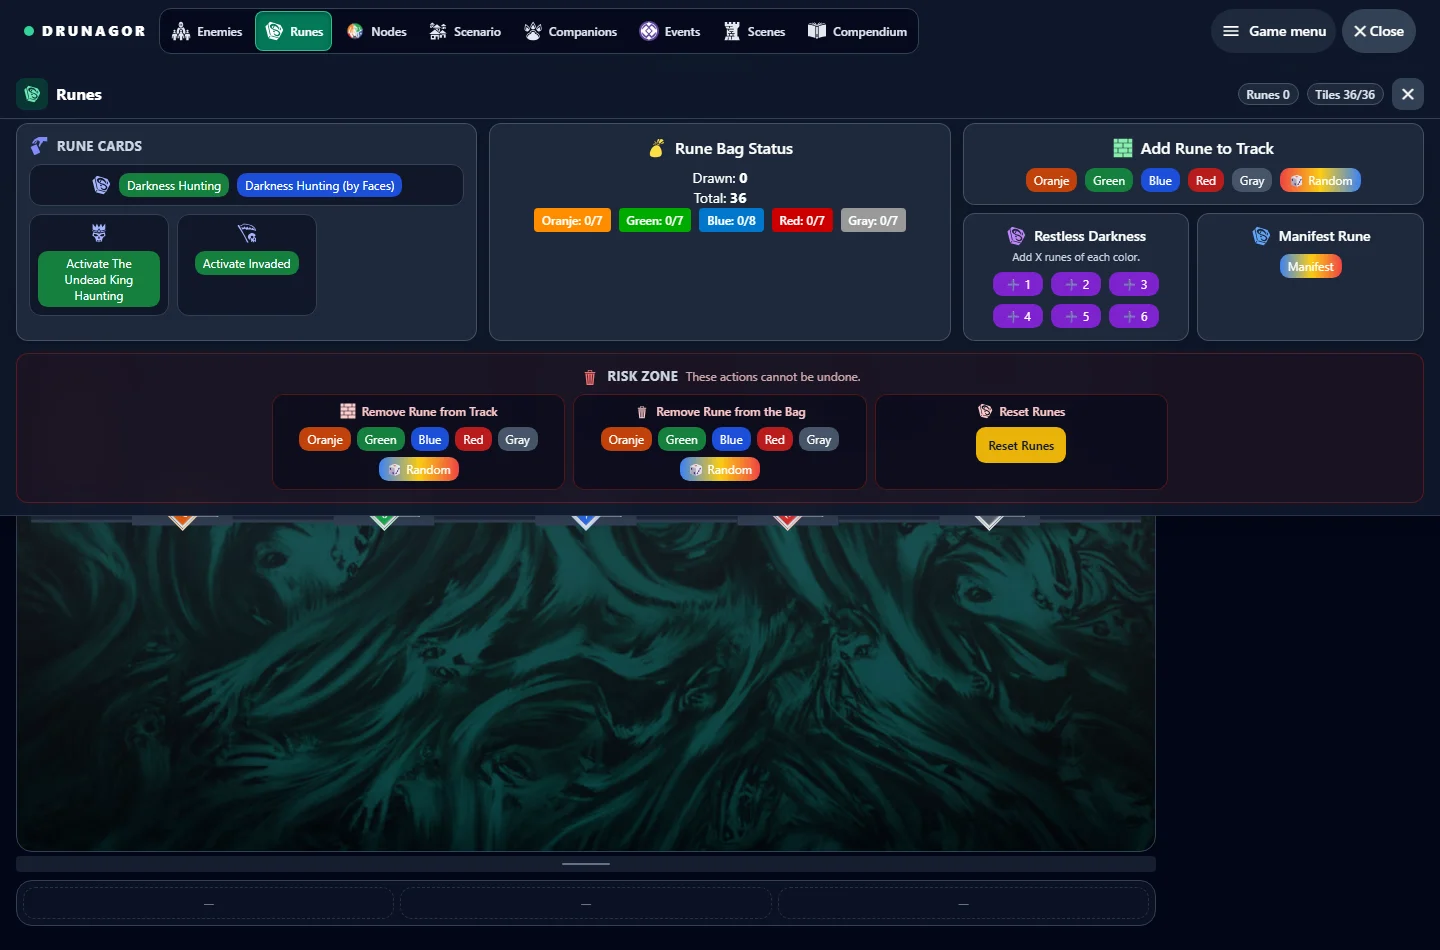 DRUNAGOR
Enemies
Runes
Nodes
Scenario
Companions
Events
Scenes
Compendium
Game menu
Close
Runes
Runes 0
Tiles 36/36
RUNE CARDS
Darkness Hunting
Darkness Hunting (by Faces)
Activate The
Undead King
Haunting
Activate Invaded
Rune Bag Status
Drawn: 0
Total: 36
Oranje: 0/7
Green: 0/7
Blue: 0/8
Red: 0/7
Gray: 0/7
Add Rune to Track
Oranje
Green
Blue
Red
Gray
Random
Restless Darkness
Add X runes of each color.
1
2
3
4
5
6
Manifest Rune
Manifest
RISK ZONE These actions cannot be undone.
Remove Rune from Track
Oranje
Green
Blue
Red
Gray
Random
Remove Rune from the Bag
Oranje
Green
Blue
Red
Gray
Random
Reset Runes
Reset Runes
—
—
—